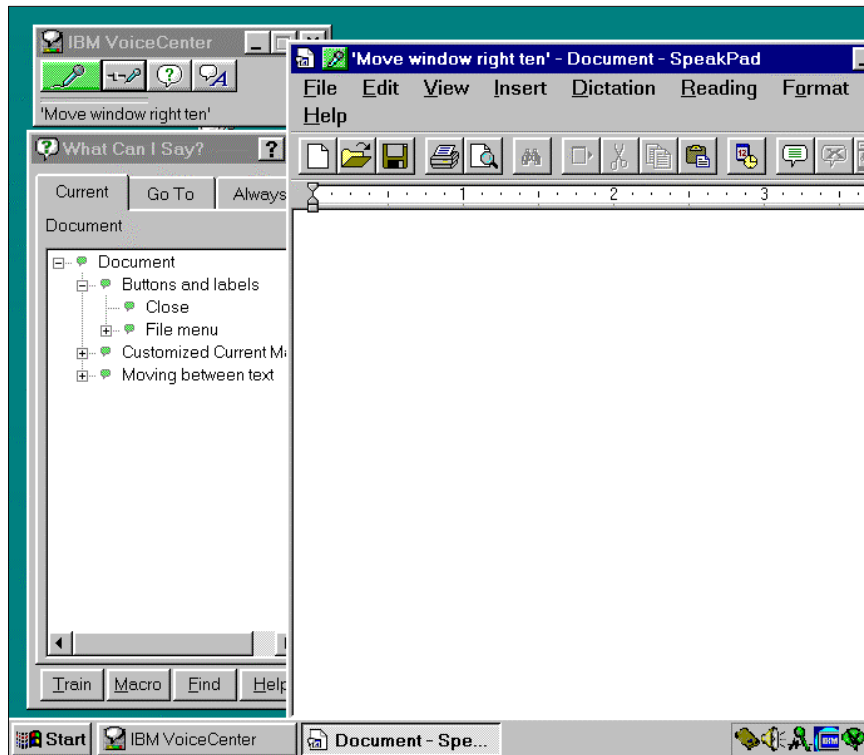 IBM VoiceCenter
'Move window right ten'
What Can I Say?
Current Go To Always
Document
Document
Buttons and labels
Close
File menu
Customized Current Ma
Moving between text
Train Macro Find Help
'Move window right ten' - Document - SpeakPad
File Edit View Insert Dictation Reading Format
Help
1 2 3
Start IBM VoiceCenter Document - Spe...
IBM